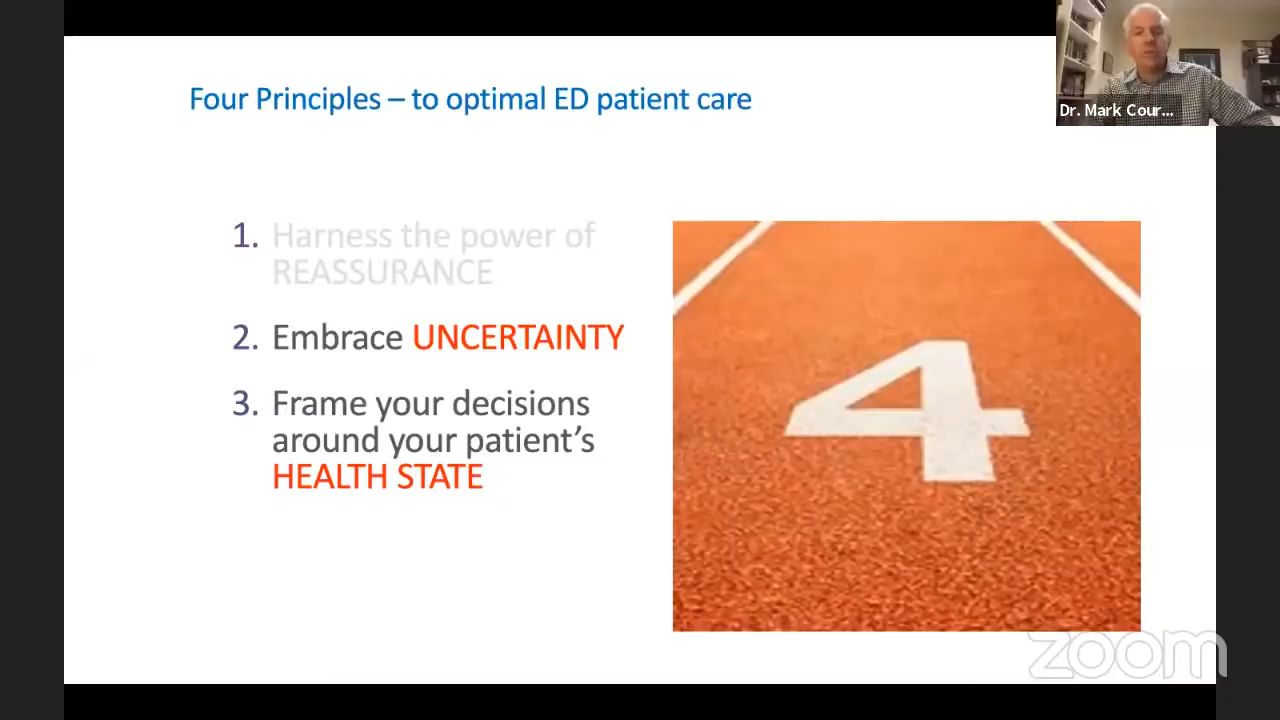 Four Principles – to optimal ED patient care
Dr. Mark Cour...
1. Harness the power of
REASSURANCE
2. Embrace UNCERTAINTY
3. Frame your decisions
around your patient's
HEALTH STATE
4
zoom